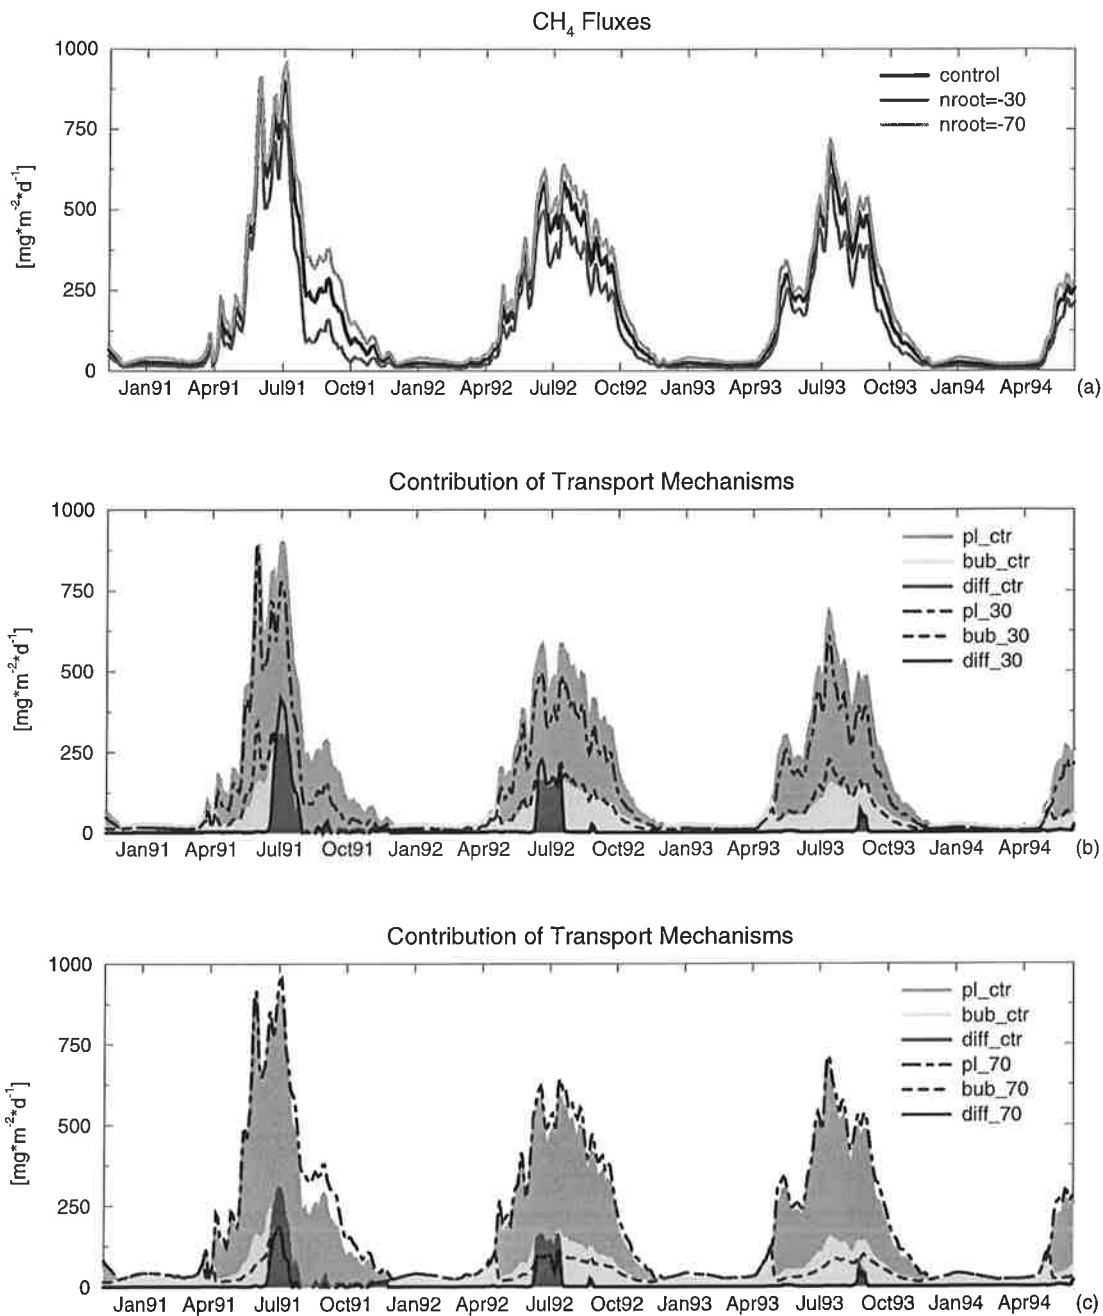 CH4 Fluxes
1000
750
500
250
0
[mg*m-2*d-1]
control
nroot=-30
nroot=-70
Jan91 Apr91 Jul91 Oct91 Jan92 Apr92 Jul92 Oct92 Jan93 Apr93 Jul93 Oct93 Jan94 Apr94 (a)
Contribution of Transport Mechanisms
1000
750
500
250
0
[mg*m-2*d-1]
pl_ctr
bub_ctr
diff_ctr
pl_30
bub_30
diff_30
Jan91 Apr91 Jul91 Oct91 Jan92 Apr92 Jul92 Oct92 Jan93 Apr93 Jul93 Oct93 Jan94 Apr94 (b)
Contribution of Transport Mechanisms
1000
750
500
250
0
[mg*m-2*d-1]
pl_ctr
bub_ctr
diff_ctr
pl_70
bub_70
diff_70
Jan91 Apr91 Jul91 Oct91 Jan92 Apr92 Jul92 Oct92 Jan93 Apr93 Jul93 Oct93 Jan94 Apr94 (c)